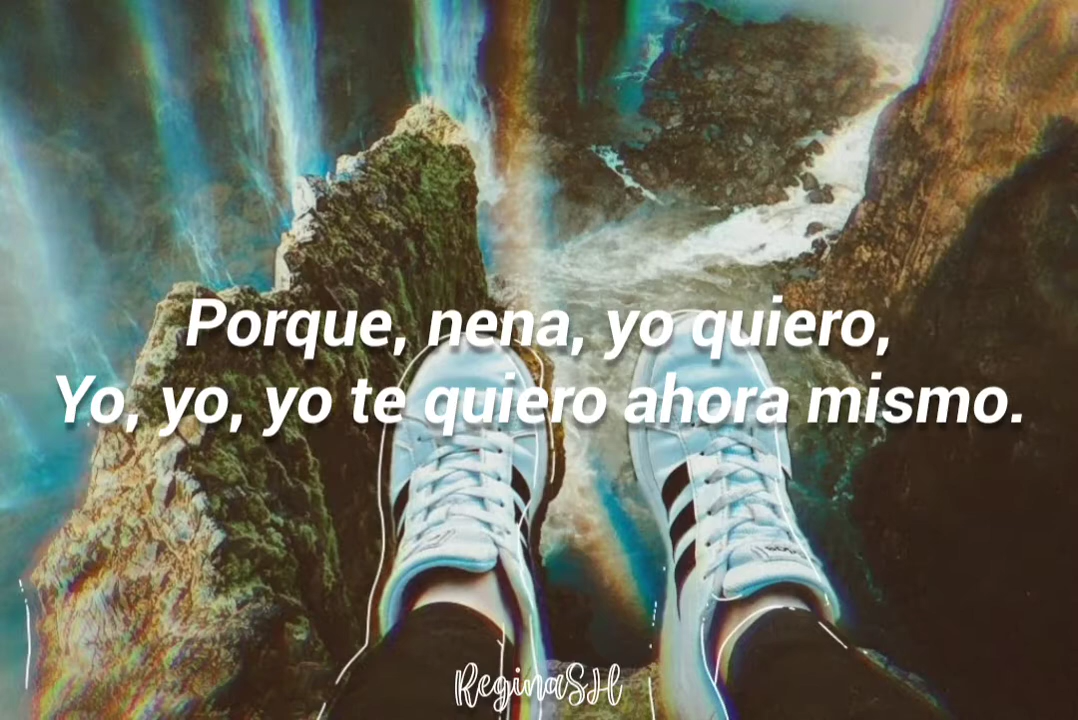 Porque, nena, yo quiero,
Yo, yo, yo te quiero ahora mismo.
ReginaSH